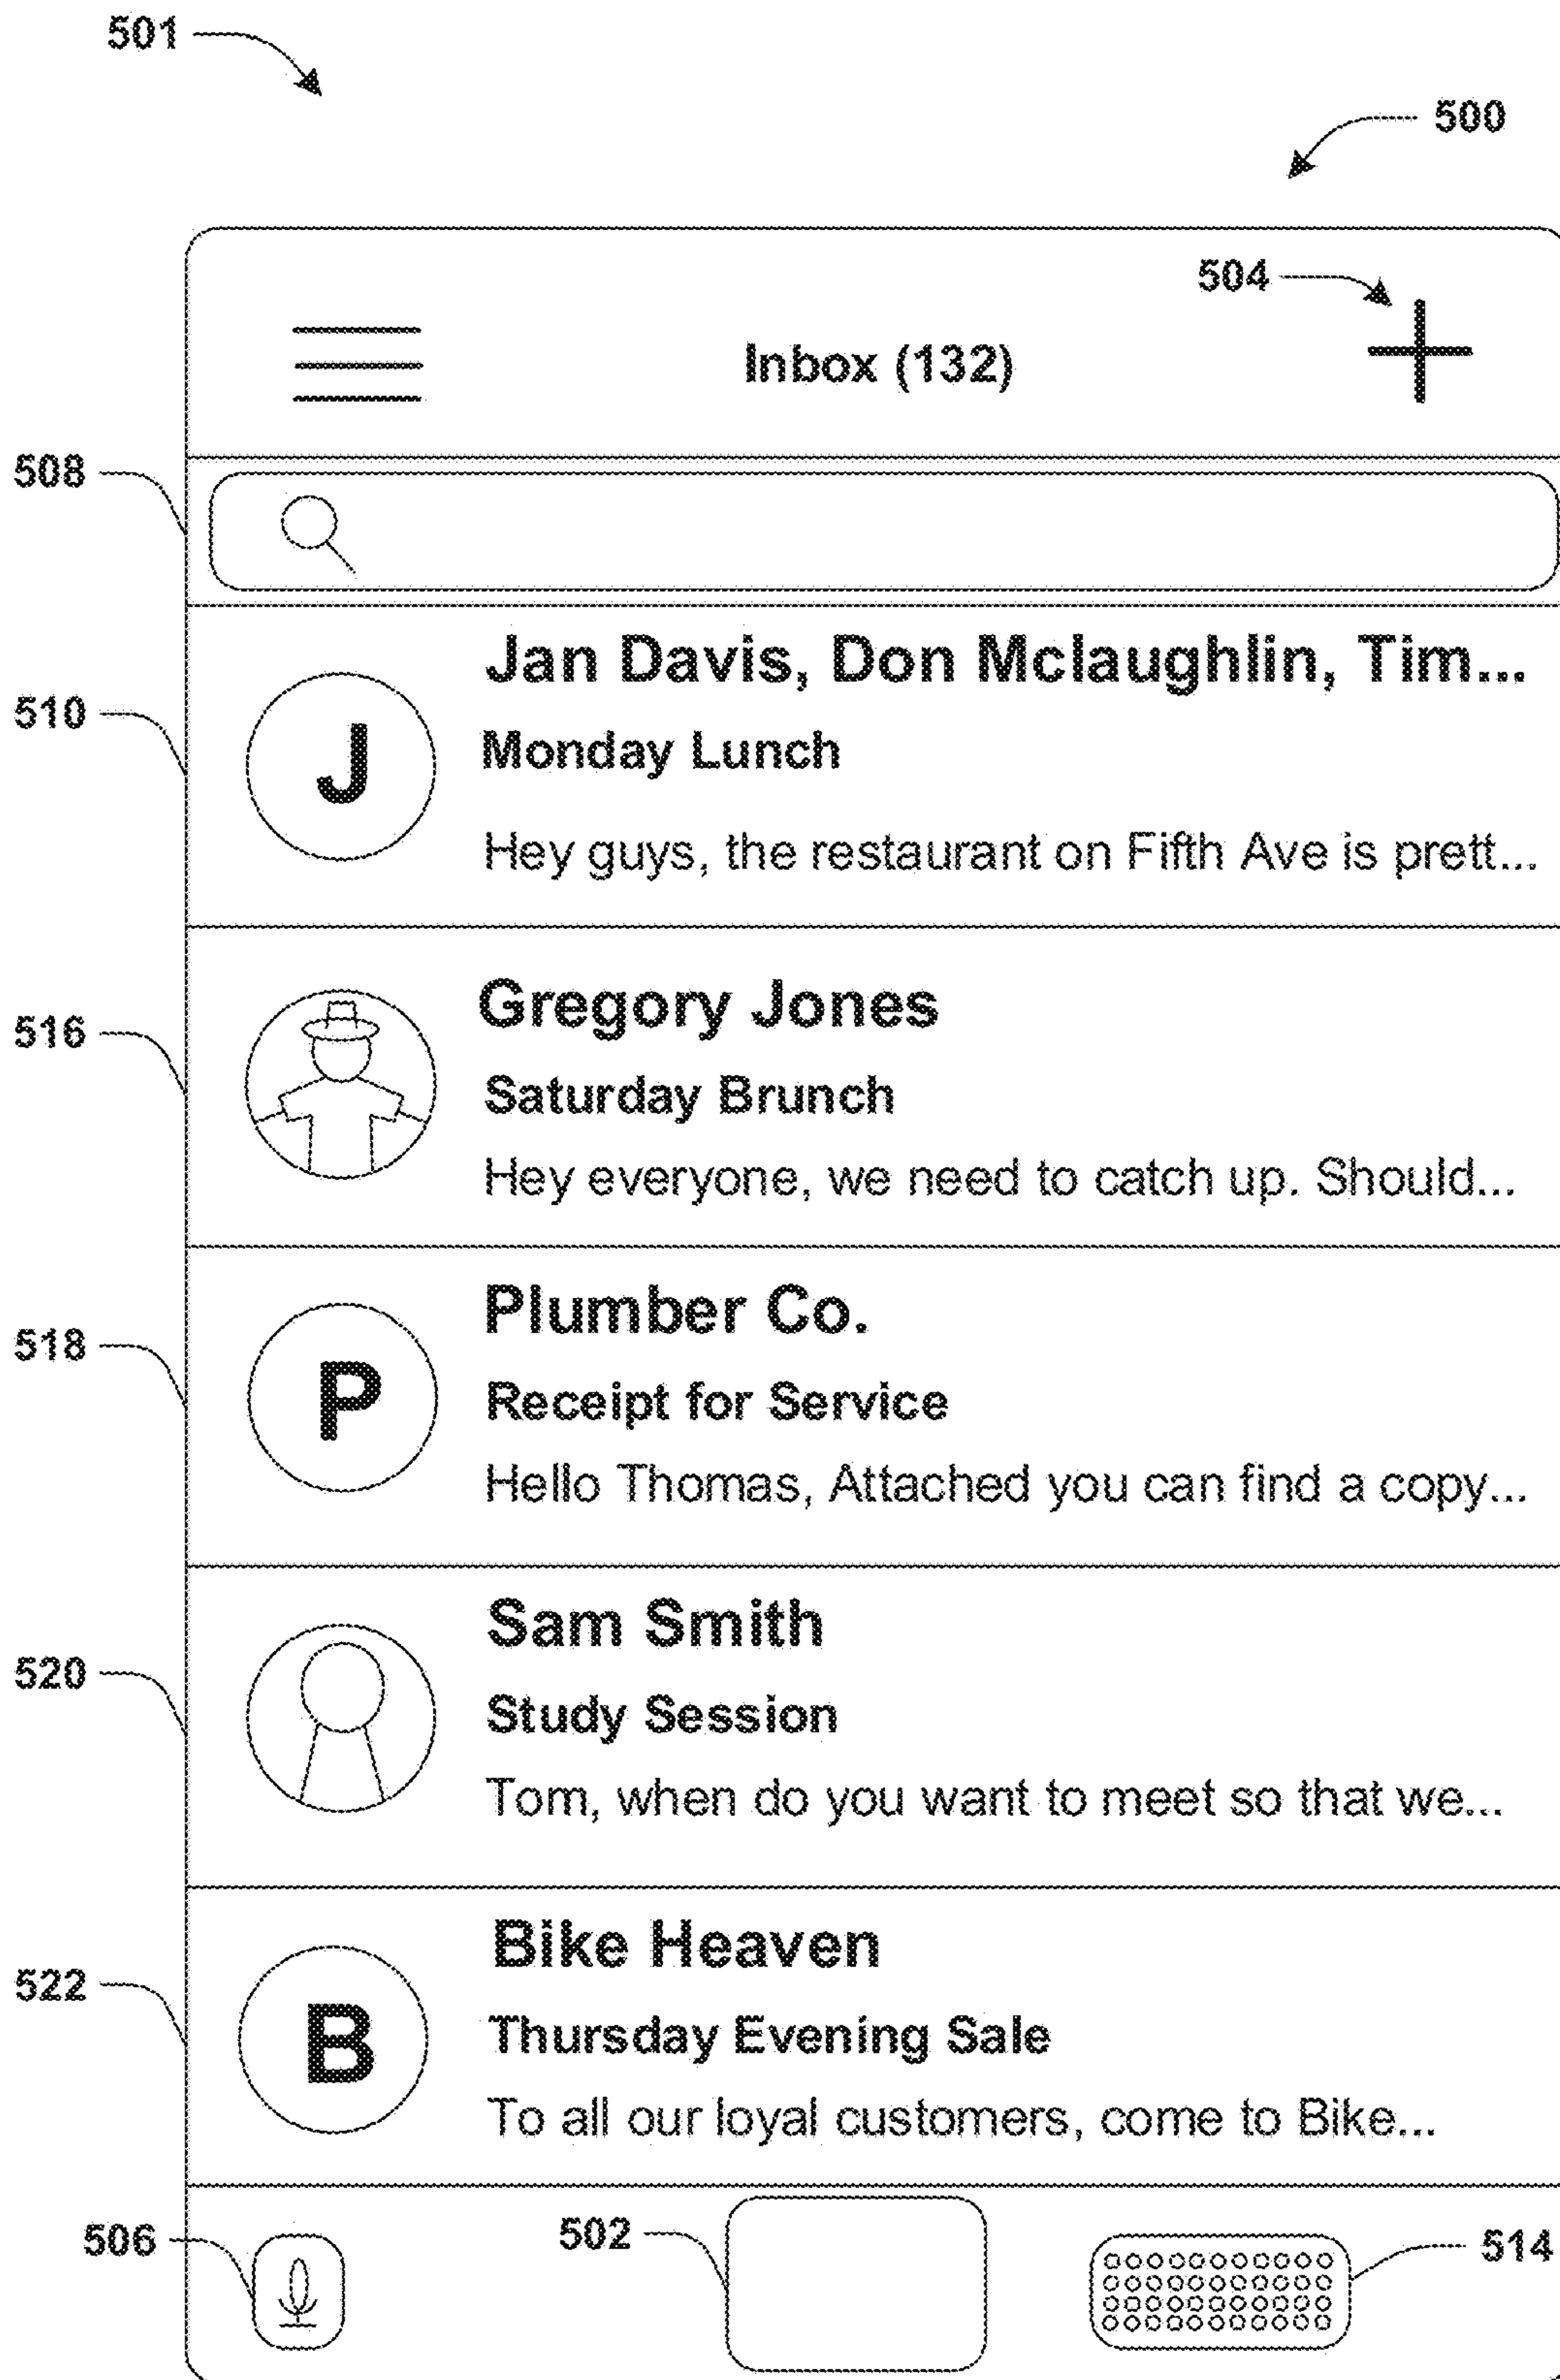 501
500
504
Inbox (132)
508
Jan Davis, Don Mclaughlin, Tim...
510
J
Monday Lunch
Hey guys, the restaurant on Fifth Ave is prett...
Gregory Jones
516
Saturday Brunch
Hey everyone, we need to catch up. Should...
Plumber Co.
518
P
Receipt for Service
Hello Thomas, Attached you can find a copy...
Sam Smith
520
Study Session
Tom, when do you want to meet so that we...
Bike Heaven
522
B
Thursday Evening Sale
To all our loyal customers, come to Bike...
506
502
514